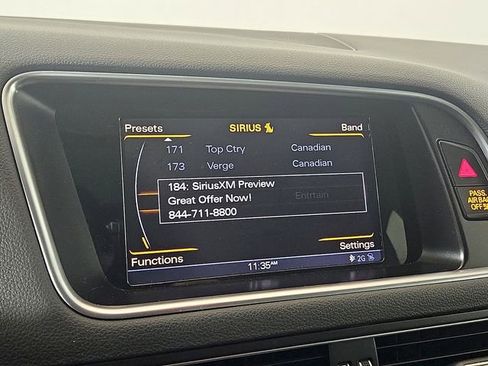 Presets SIRIUS Band
171 Top Ctry Canadian
173 Verge Canadian
184: SiriusXM Preview
Great Offer Now!
Entrtain
844-711-8800
Functions Settings
11:35AM 2G
PASS.
AIR BAG
OFF